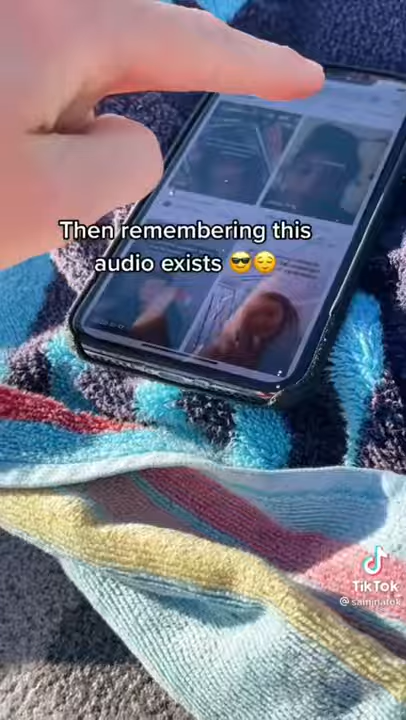 Then remembering this
audio exists 😎😌
TikTok